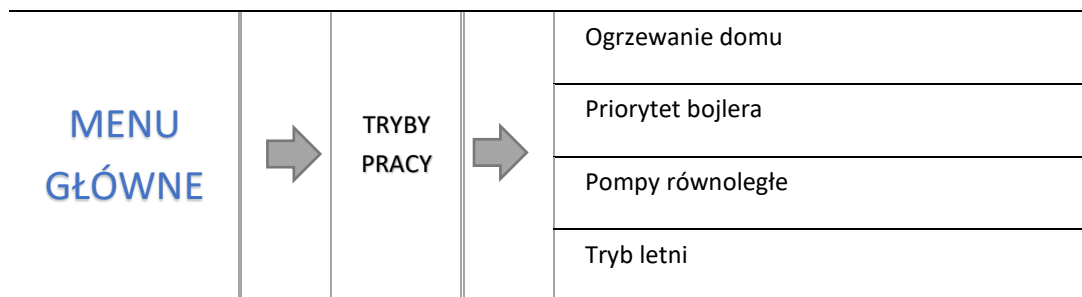 MENU
GŁÓWNE
TRYBY
PRACY
Ogrzewanie domu
Priorytet bojlera
Pompy równoległe
Tryb letni